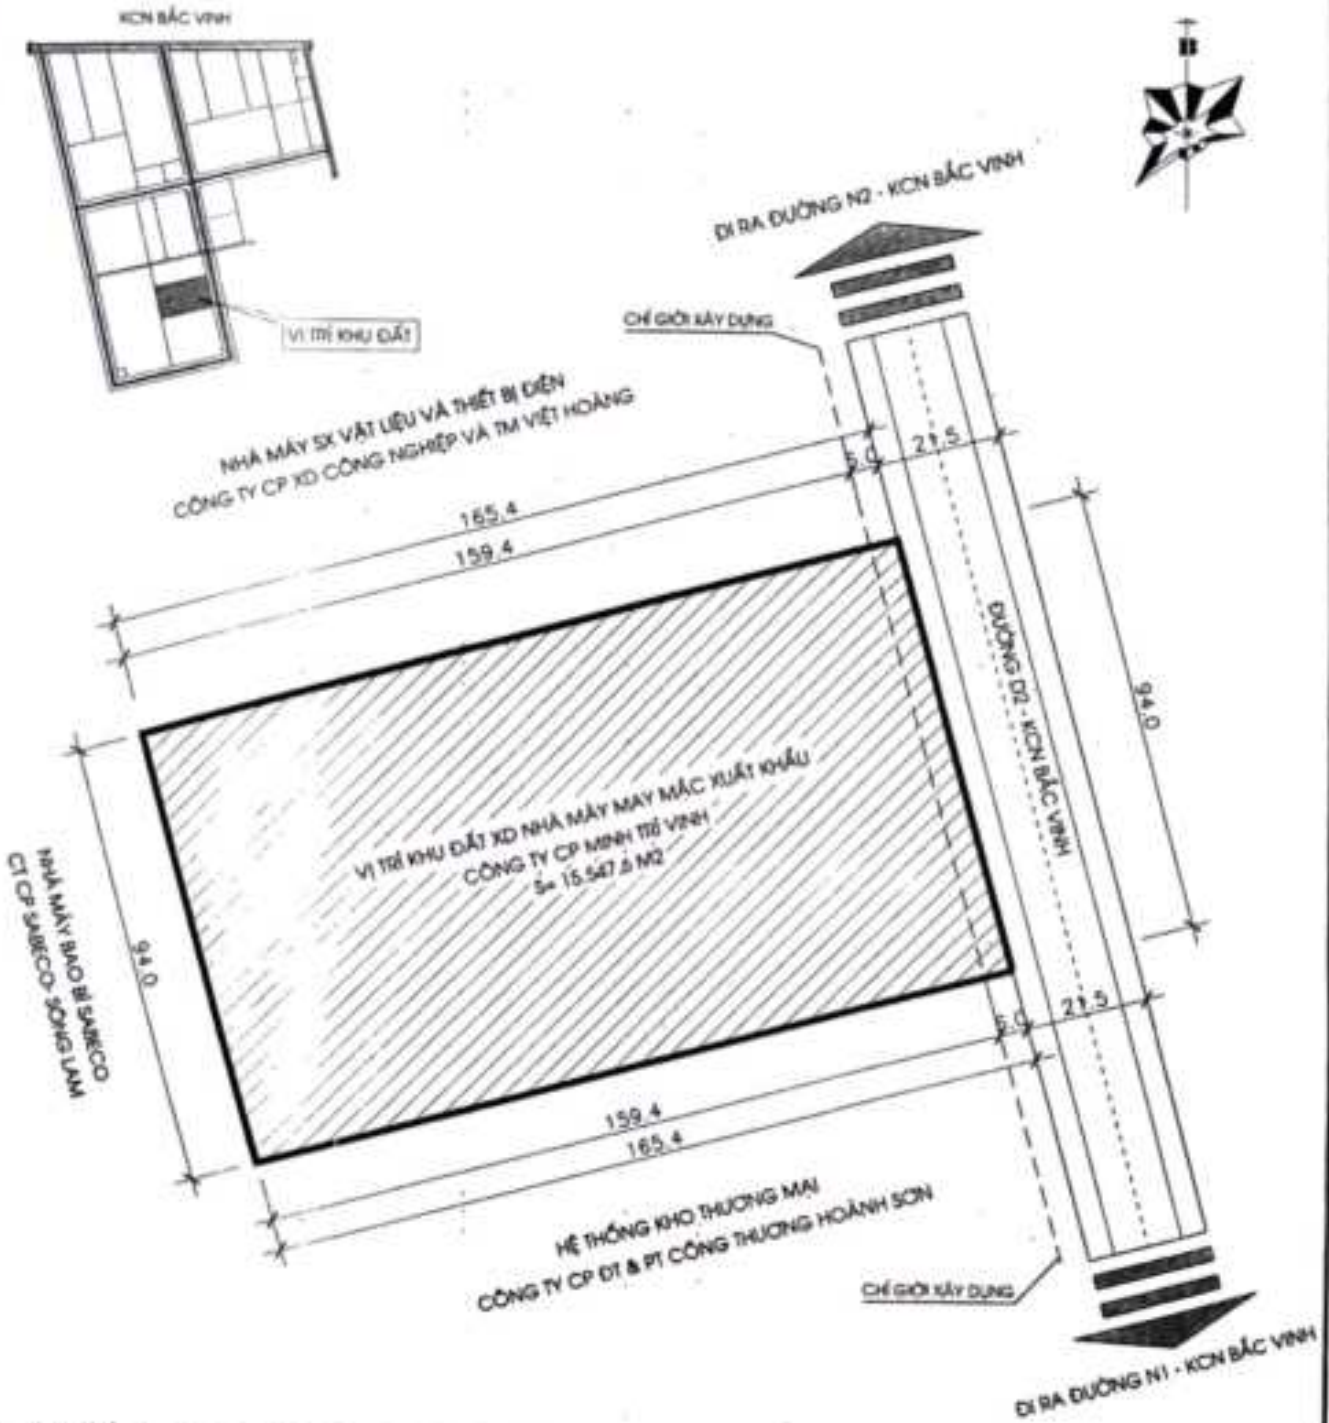 KCN BẮC VINH
B
ĐI RA ĐƯỜNG N2 - KCN BẮC VINH
CHỈ GIỚI XÂY DỰNG
VỊ TRÍ KHU ĐẤT
NHÀ MÁY SX VẬT LIỆU VÀ THIẾT BỊ ĐIỆN
CÔNG TY CP XD CÔNG NGHIỆP VÀ TM VIỆT HOÀNG
165.4
159.4
21.5
ĐƯỜNG D2 - KCN BẮC VINH
94.0
VỊ TRÍ KHU ĐẤT XD NHÀ MÁY MAY MẶC XUẤT KHẨU
CÔNG TY CP MINH TRÍ VINH
S= 15.547,6 M2
NHÀ MÁY BAO BÌ SABECO
CT CP SABECO- SÔNG LAM
94.0
21.5
159.4
165.4
HỆ THỐNG KHO THƯƠNG MẠI
CÔNG TY CP ĐT & PT CÔNG THƯƠNG HOÀNH SƠN
CHỈ GIỚI XÂY DỰNG
ĐI RA ĐƯỜNG N1 - KCN BẮC VINH